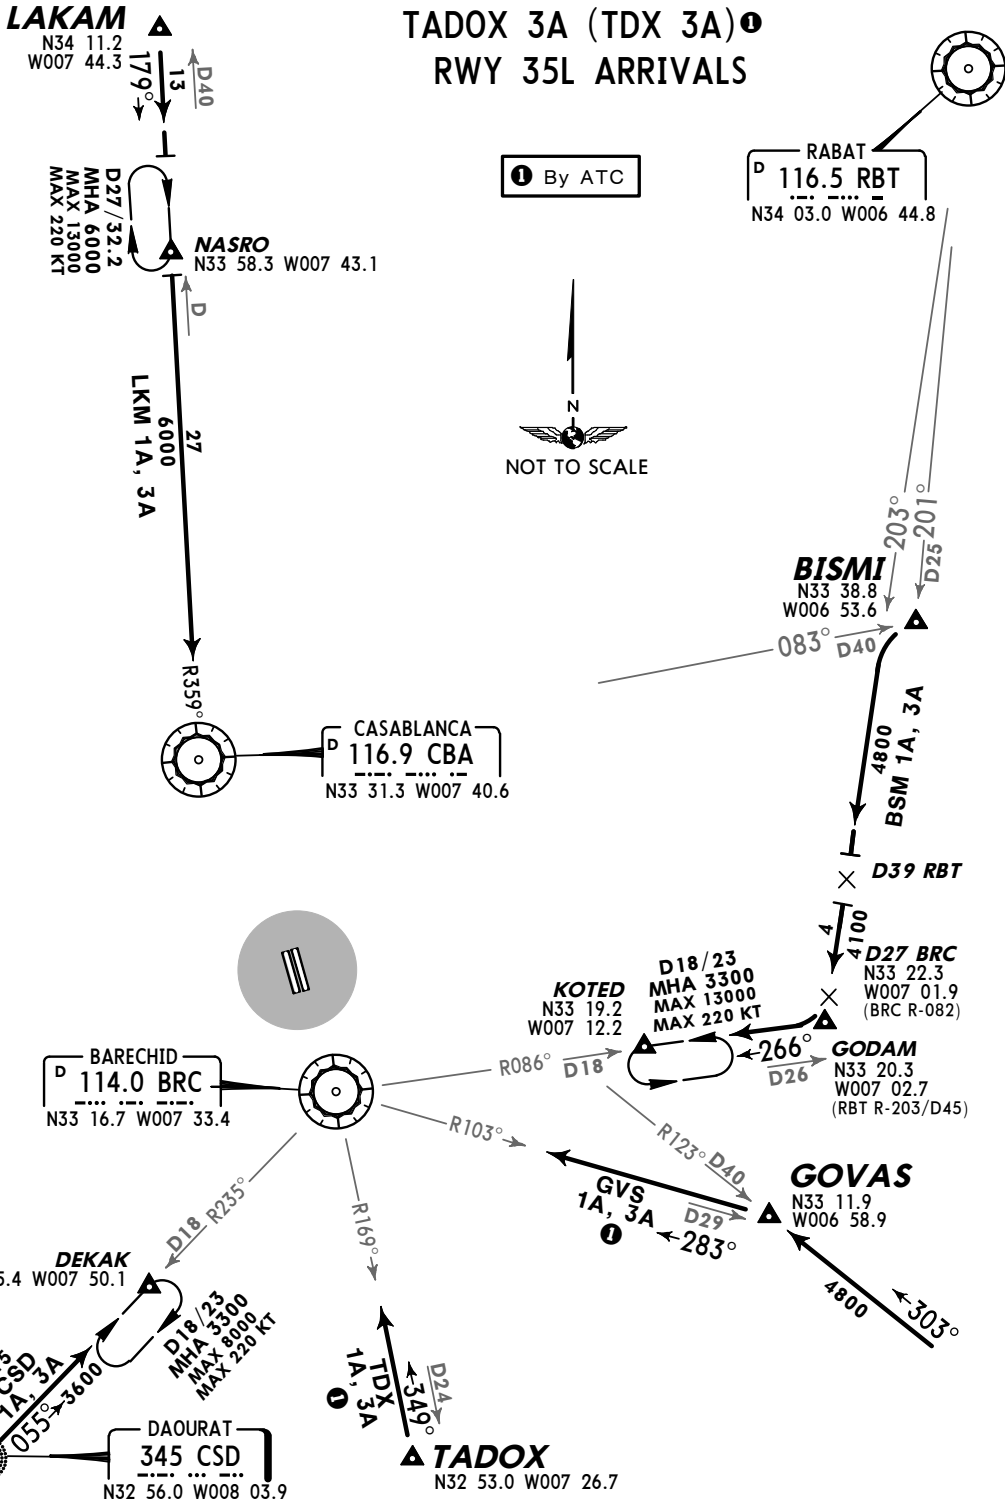 TADOX 3A (TDX 3A)❶
RWY 35L ARRIVALS
❶ By ATC
LAKAM
N34 11.2
W007 44.3
179°
13
D40
D27/32.2
MHA 6000
MAX 13000
MAX 220 KT
NASRO
N33 58.3 W007 43.1
D
27
6000
LKM 1A, 3A
R359°
CASABLANCA
D 116.9 CBA
N33 31.3 W007 40.6
RABAT
D 116.5 RBT
N34 03.0 W006 44.8
N
NOT TO SCALE
203°
201°
D25
BISMI
N33 38.8
W006 53.6
083°
D40
4800
BSM 1A, 3A
D39 RBT
4
4100
D27 BRC
N33 22.3
W007 01.9
(BRC R-082)
D18/23
MHA 3300
MAX 13000
MAX 220 KT
KOTED
N33 19.2
W007 12.2
266°
GODAM
N33 20.3
W007 02.7
(RBT R-203/D45)
D26
R086°
D18
BARECHID
D 114.0 BRC
N33 16.7 W007 33.4
R103°
R123°
D40
GOVAS
N33 11.9
W006 58.9
GVS
1A, 3A
❶
D29
283°
4800
303°
R235°
D18
R169°
DEKAK
5.4 W007 50.1
D18/23
MHA 3300
MAX 8000
MAX 220 KT
5
CSD
1A, 3A
055°
3600
DAOURAT
345 CSD
N32 56.0 W008 03.9
TDX
1A, 3A
❶
349°
D24
TADOX
N32 53.0 W007 26.7